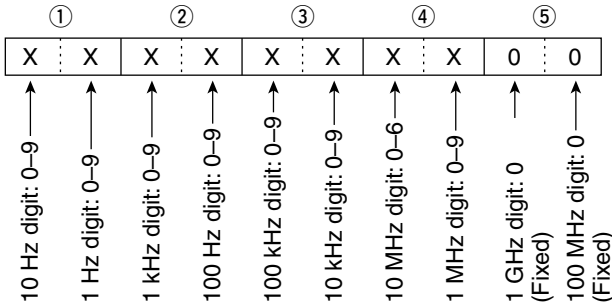 ① ② ③ ④ ⑤
X X X X X X X X 0 0
10 Hz digit: 0–9
1 Hz digit: 0–9
1 kHz digit: 0–9
100 Hz digit: 0–9
100 kHz digit: 0–9
10 kHz digit: 0–9
10 MHz digit: 0–6
1 MHz digit: 0–9
1 GHz digit: 0
(Fixed)
100 MHz digit: 0
(Fixed)